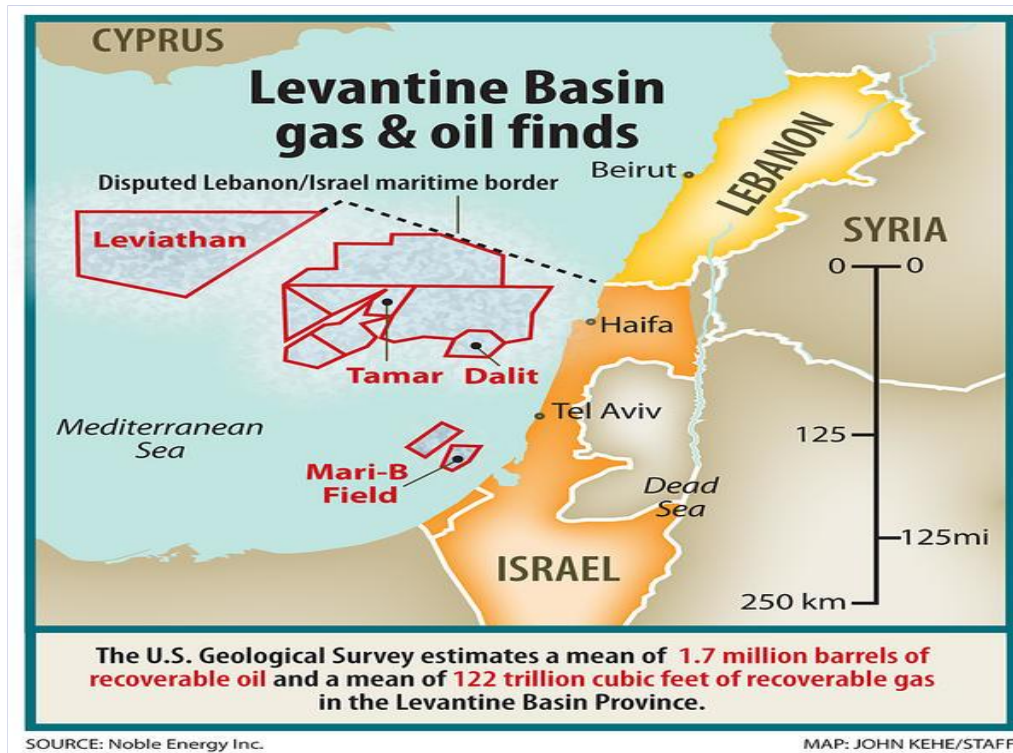 CYPRUS
Levantine Basin
gas & oil finds
Disputed Lebanon/Israel maritime border
Beirut
LEBANON
Leviathan
SYRIA
0 0
Haifa
Tamar Dalit
Tel Aviv
Mediterranean
Sea
125
Mari-B
Field
Dead
Sea
125mi
ISRAEL
250 km
The U.S. Geological Survey estimates a mean of 1.7 million barrels of
recoverable oil and a mean of 122 trillion cubic feet of recoverable gas
in the Levantine Basin Province.
SOURCE: Noble Energy Inc.
MAP: JOHN KEHE/STAFF